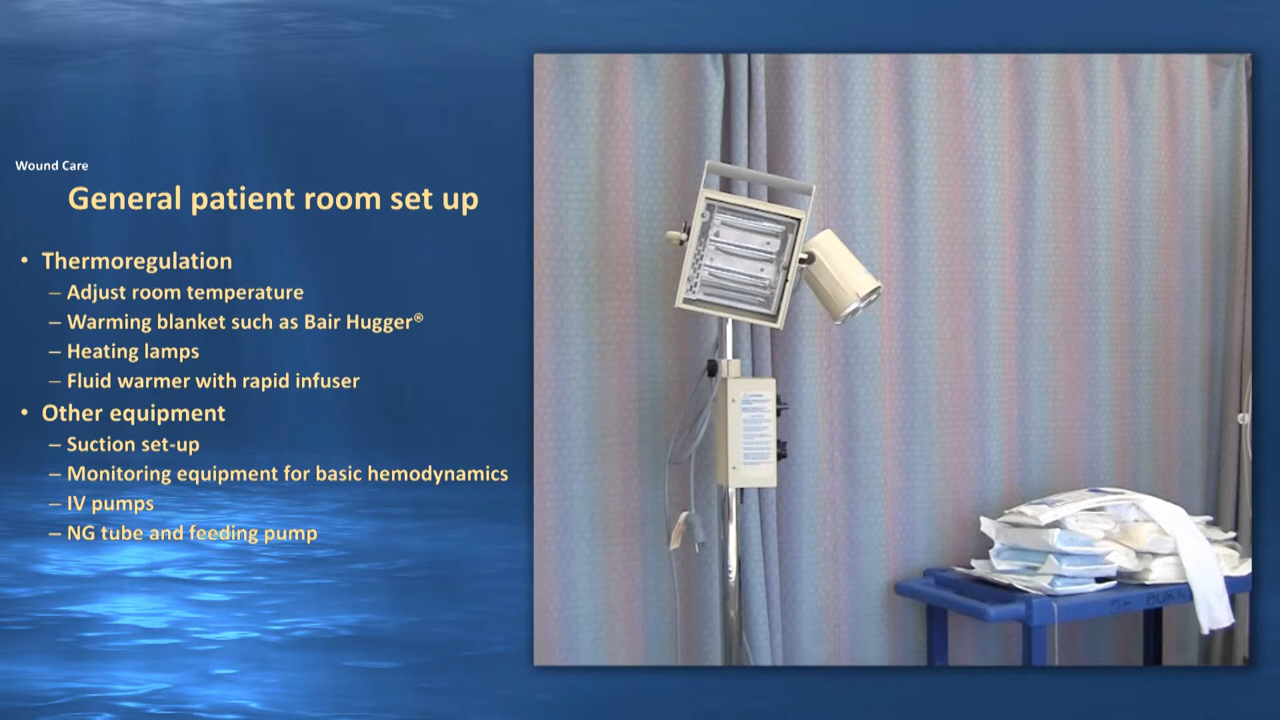 Wound Care
General patient room set up
• Thermoregulation
– Adjust room temperature
– Warming blanket such as Bair Hugger®
– Heating lamps
– Fluid warmer with rapid infuser
• Other equipment
– Suction set-up
– Monitoring equipment for basic hemodynamics
– IV pumps
– NG tube and feeding pump
BURN